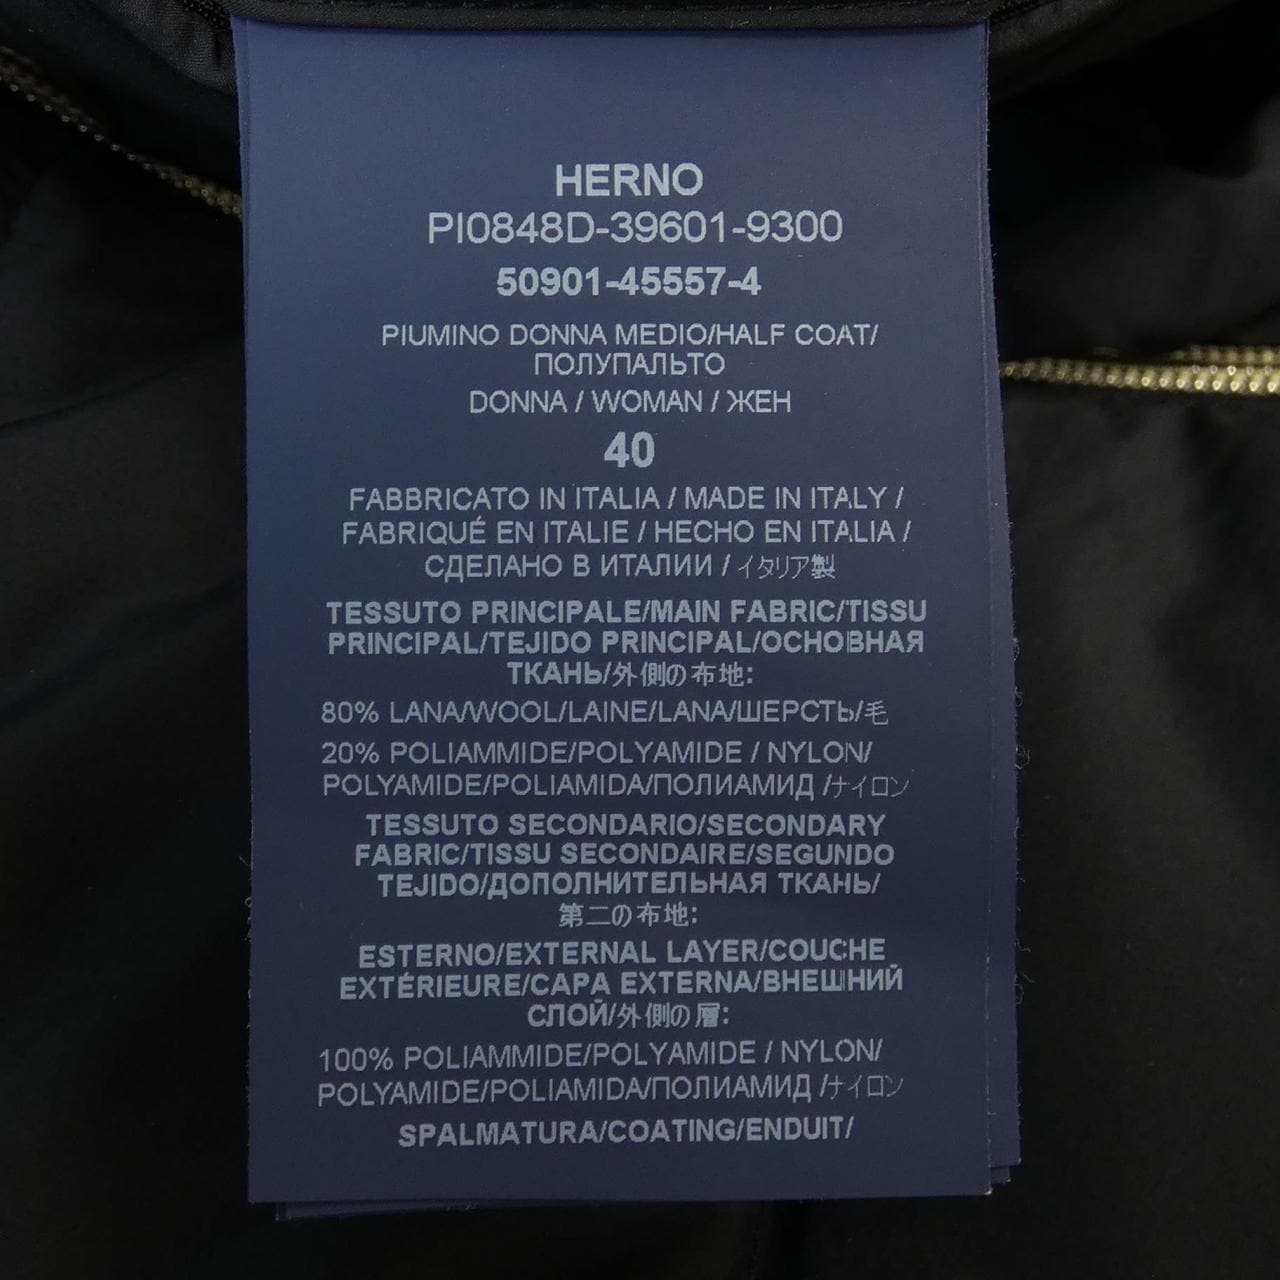 HERNO
PI0848D-39601-9300
50901-45557-4
PIUMINO DONNA MEDIO/HALF COAT/
ПОЛУПАЛЬТО
DONNA / WOMAN / ЖЕН
40
FABBRICATO IN ITALIA / MADE IN ITALY /
FABRIQUÉ EN ITALIE / HECHO EN ITALIA /
СДЕЛАНО В ИТАЛИИ / イタリア製
TESSUTO PRINCIPALE/MAIN FABRIC/TISSU
PRINCIPAL/TEJIDO PRINCIPAL/ОСНОВНАЯ
ТКАНЬ/外側の布地:
80% LANA/WOOL/LAINE/LANA/ШЕРСТЬ/毛
20% POLIAMMIDE/POLYAMIDE / NYLON/
POLYAMIDE/POLIAMIDA/ПОЛИАМИД /ナイロン
TESSUTO SECONDARIO/SECONDARY
FABRIC/TISSU SECONDAIRE/SEGUNDO
TEJIDO/ДОПОЛНИТЕЛЬНАЯ ТКАНЬ/
第二の布地:
ESTERNO/EXTERNAL LAYER/COUCHE
EXTÉRIEURE/CAPA EXTERNA/ВНЕШНИЙ
СЛОЙ/外側の層:
100% POLIAMMIDE/POLYAMIDE / NYLON/
POLYAMIDE/POLIAMIDA/ПОЛИАМИД /ナイロン
SPALMATURA/COATING/ENDUIT/